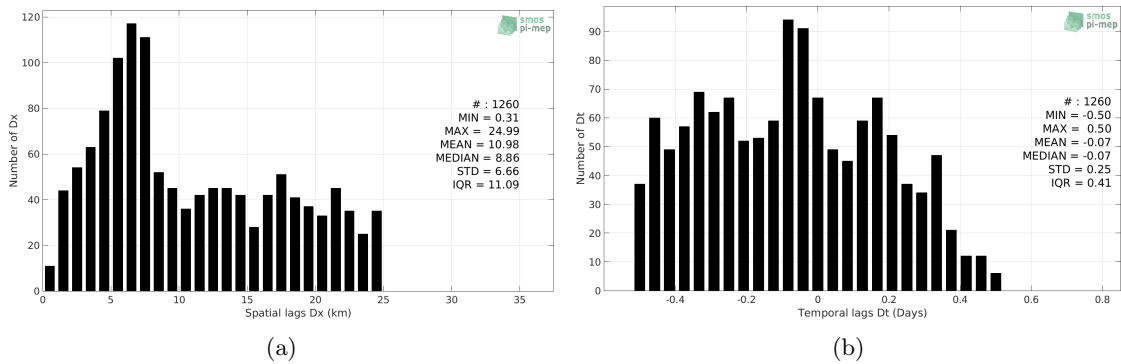 smos
pi-mep
120
100
80
60
40
20
0
Number of Dx
# : 1260
MIN = 0.31
MAX = 24.99
MEAN = 10.98
MEDIAN = 8.86
STD = 6.66
IQR = 11.09
0 5 10 15 20 25 30 35
Spatial lags Dx (km)
(a)
smos
pi-mep
90
80
70
60
50
40
30
20
10
0
Number of Dt
# : 1260
MIN = -0.50
MAX = 0.50
MEAN = -0.07
MEDIAN = -0.07
STD = 0.25
IQR = 0.41
-0.4 -0.2 0 0.2 0.4 0.6 0.8
Temporal lags Dt (Days)
(b)